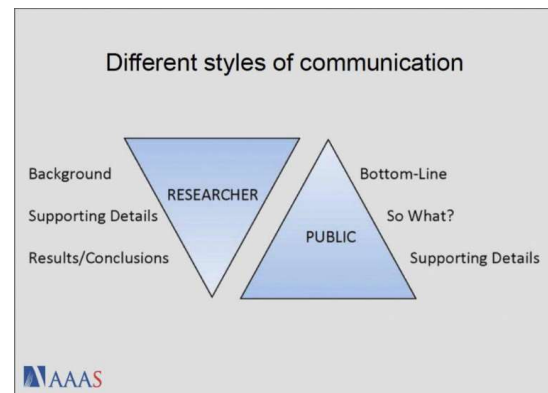 Different styles of communication
Background
Supporting Details
Results/Conclusions
RESEARCHER
PUBLIC
Bottom-Line
So What?
Supporting Details
AAAS